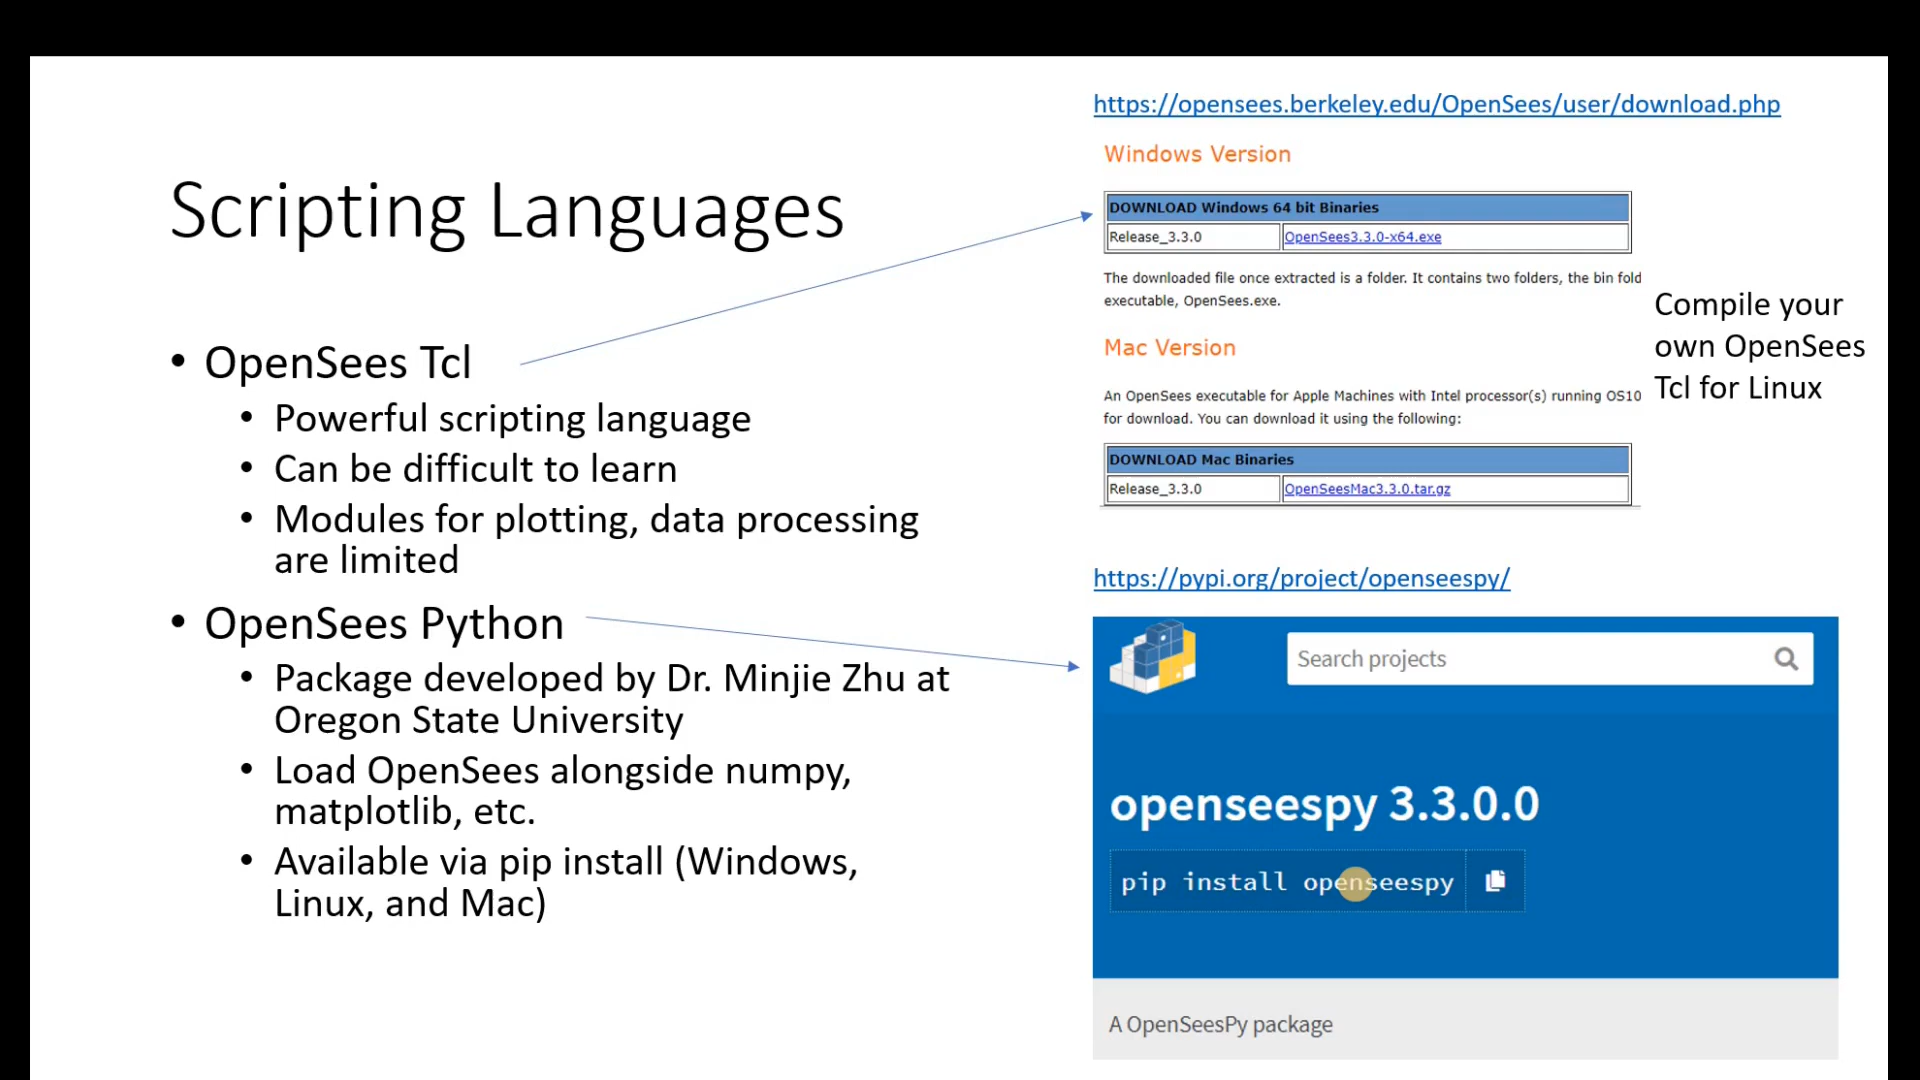 Scripting Languages
• OpenSees Tcl
• Powerful scripting language
• Can be difficult to learn
• Modules for plotting, data processing
are limited
• OpenSees Python
• Package developed by Dr. Minjie Zhu at
Oregon State University
• Load OpenSees alongside numpy,
matplotlib, etc.
• Available via pip install (Windows,
Linux, and Mac)
https://opensees.berkeley.edu/OpenSees/user/download.php
Windows Version
DOWNLOAD Windows 64 bit Binaries
Release_3.3.0 OpenSees3.3.0-x64.exe
The downloaded file once extracted is a folder. It contains two folders, the bin fold
executable, OpenSees.exe.
Mac Version
An OpenSees executable for Apple Machines with Intel processor(s) running OS10
for download. You can download it using the following:
DOWNLOAD Mac Binaries
Release_3.3.0 OpenSeesMac3.3.0.tar.gz
Compile your
own OpenSees
Tcl for Linux
https://pypi.org/project/openseespy/
Search projects
openseespy 3.3.0.0
pip install openseespy
A OpenSeesPy package